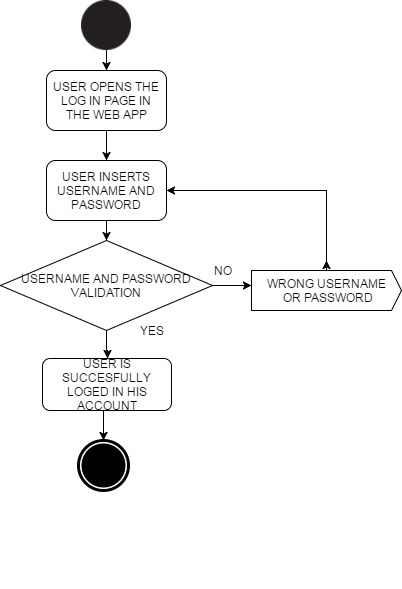 USER OPENS THE
LOG IN PAGE IN
THE WEB APP
USER INSERTS
USERNAME AND
PASSWORD
USERNAME AND PASSWORD
VALIDATION
NO
WRONG USERNAME
OR PASSWORD
YES
USER IS
SUCCESFULLY
LOGED IN HIS
ACCOUNT